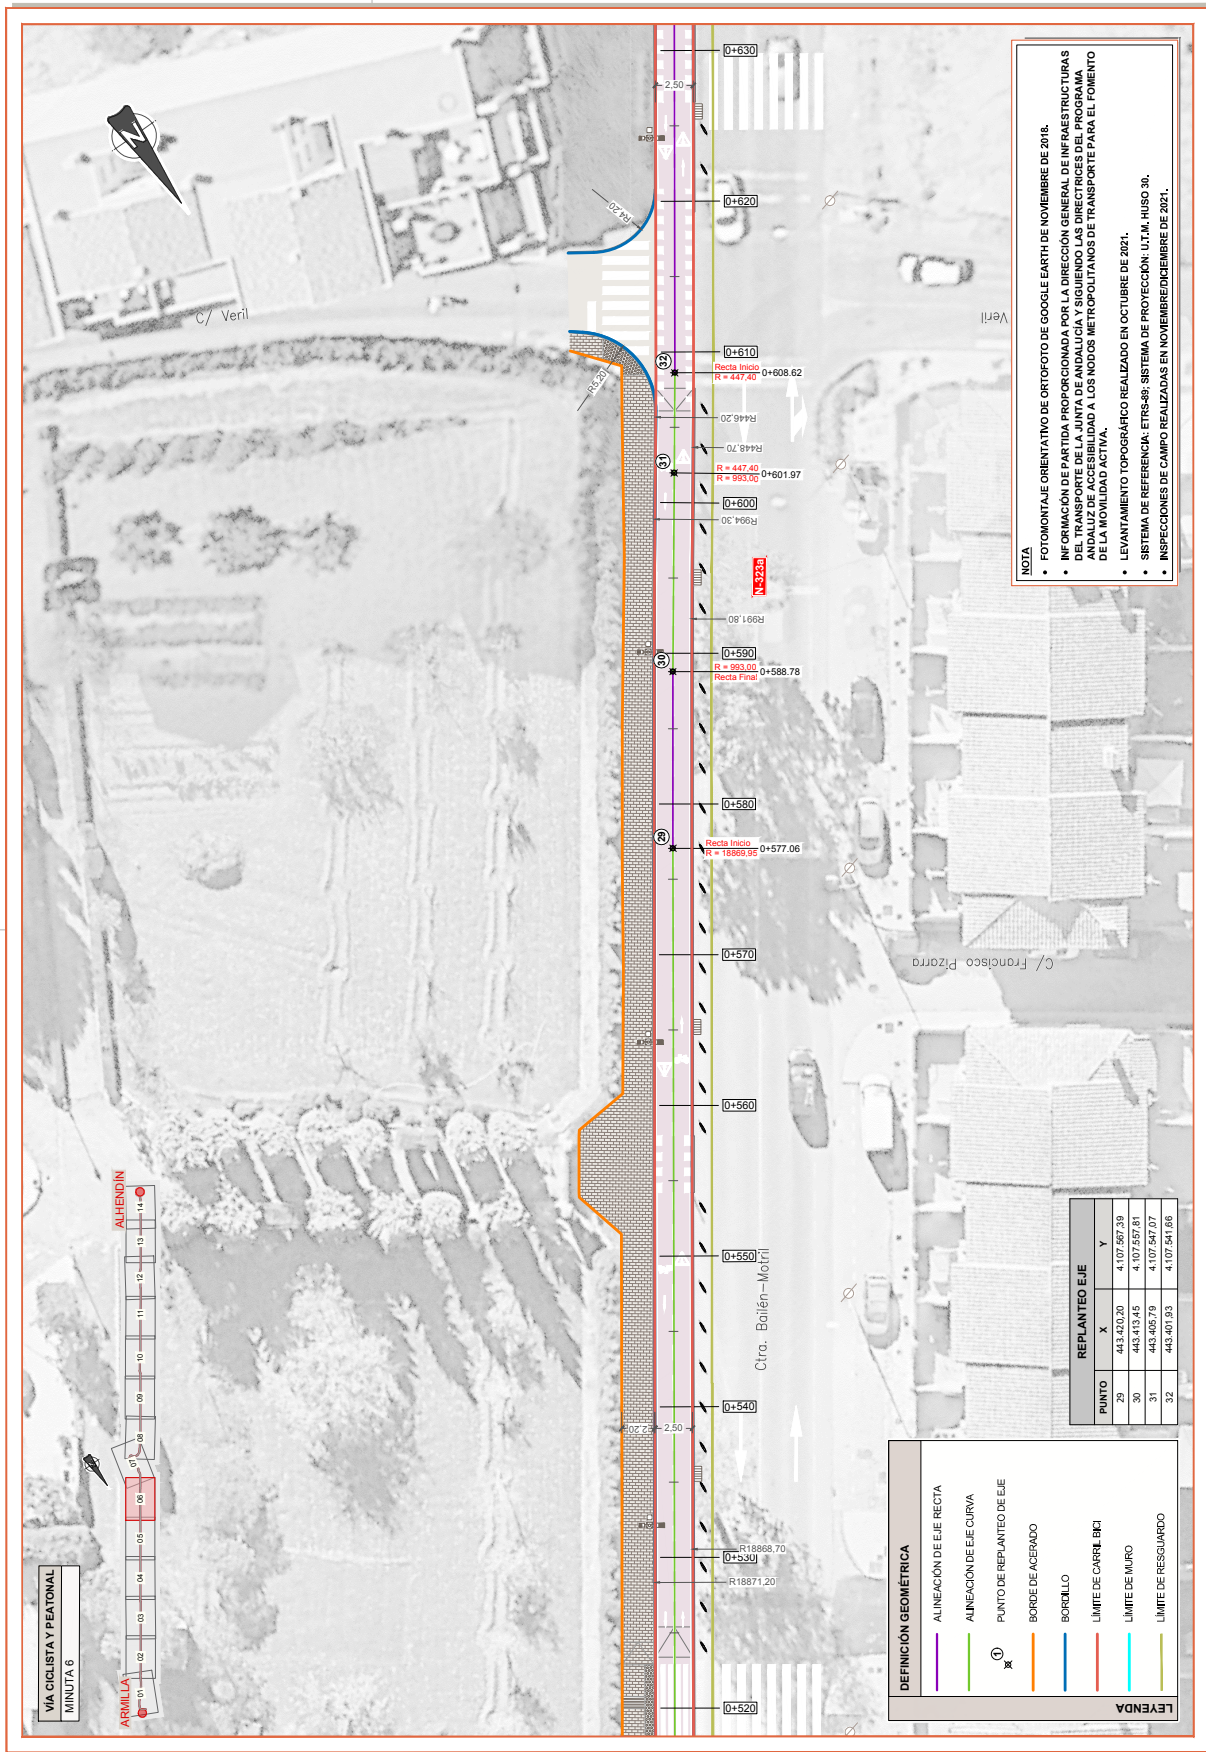 VÍA CICLISTA Y PEATONAL
MINUTA 6
ARMILLA
01
02
03
04
05
06
07
08
09
10
11
12
13
14
ALHENDÍN
N
C/ Veril
Veril
C/ Francisco Pizarra
Ctra. Bailén-Motril
N-323a
0+630
2,50
0+620
R4,20
0+610
32
Recta Inicio
R = 447,40
0+608.62
R5,20
R446,20
R448,70
31
R = 447,40
R = 993,00
0+601.97
0+600
R994,30
R991,80
0+590
30
R = 993,00
Recta Final
0+588.78
0+580
29
Recta Inicio
R = 18869,95
0+577.06
0+570
0+560
0+550
0+540
2,20
2,50
R18868,70
0+530
R18871,20
0+520
NOTA
• FOTOMONTAJE ORIENTATIVO DE ORTOFOTO DE GOOGLE EARTH DE NOVIEMBRE DE 2018.
• INFORMACIÓN DE PARTIDA PROPORCIONADA POR LA DIRECCIÓN GENERAL DE INFRAESTRUCTURAS
DEL TRANSPORTE DE LA JUNTA DE ANDALUCÍA Y SIGUIENDO LAS DIRECTRICES DEL PROGRAMA
ANDALUZ DE ACCESIBILIDAD A LOS NODOS METROPOLITANOS DE TRANSPORTE PARA EL FOMENTO
DE LA MOVILIDAD ACTIVA.
• LEVANTAMIENTO TOPOGRÁFICO REALIZADO EN OCTUBRE DE 2021.
• SISTEMA DE REFERENCIA: ETRS-89; SISTEMA DE PROYECCIÓN: U.T.M. HUSO 30.
• INSPECCIONES DE CAMPO REALIZADAS EN NOVIEMBRE/DICIEMBRE DE 2021.
REPLANTEO EJE
PUNTO X Y
29 443.420,20 4.107.567,39
30 443.413,45 4.107.557,81
31 443.405,79 4.107.547,07
32 443.401,93 4.107.541,66
LEYENDA
DEFINICIÓN GEOMÉTRICA
ALINEACIÓN DE EJE RECTA
ALINEACIÓN DE EJE CURVA
1 PUNTO DE REPLANTEO DE EJE
BORDE DE ACERADO
BORDILLO
LÍMITE DE CARRIL BICI
LÍMITE DE MURO
LÍMITE DE RESGUARDO